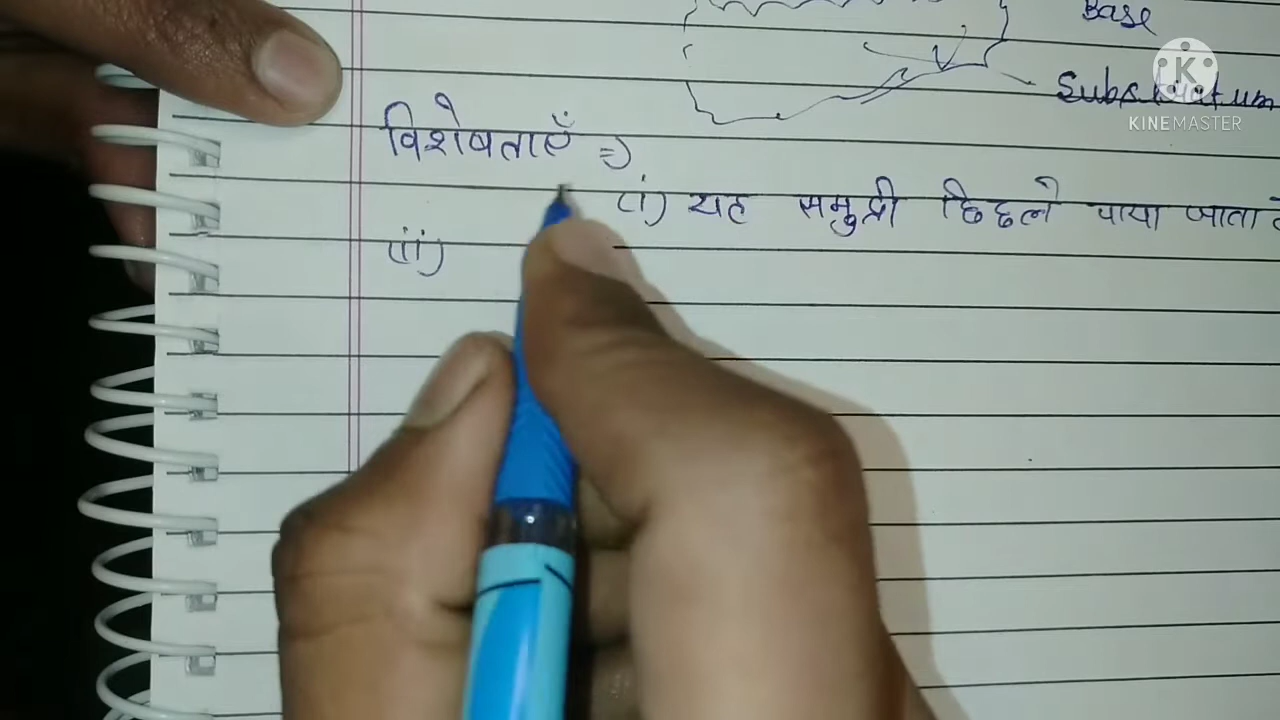 Base
Substratum
KINEMASTER
विशेषताएँ =)
(i) यह समुद्री छिछले पाया जाता
(ii)